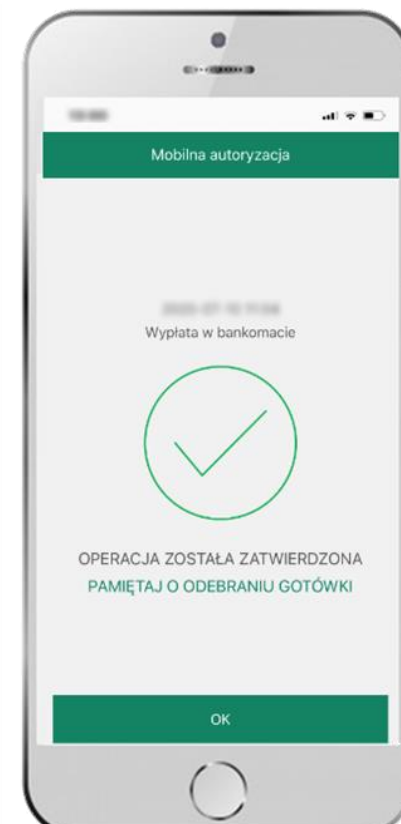 Mobilna autoryzacja
Wypłata w bankomacie
OPERACJA ZOSTAŁA ZATWIERDZONA
PAMIĘTAJ O ODEBRANIU GOTÓWKI
OK